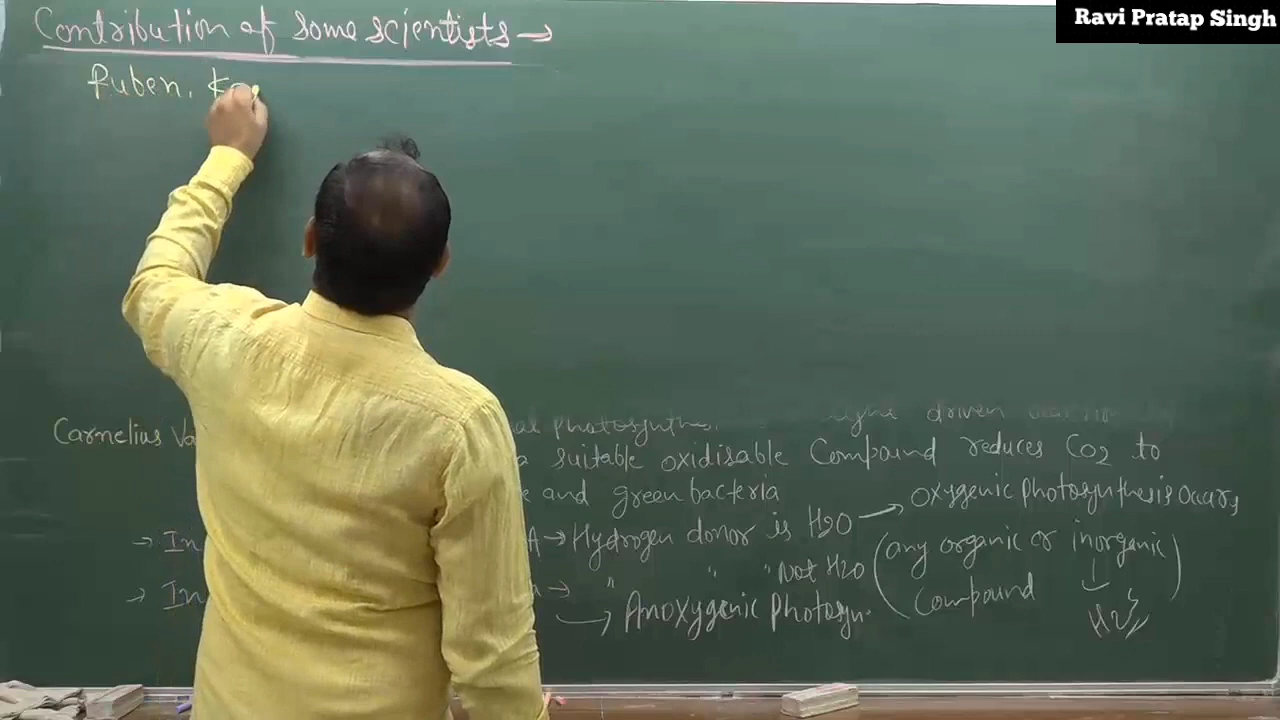 Ravi Pratap Singh
Contribution of some scientists →
Ruben, K
Carnelius Va al photosynthes driven
a suitable oxidisable Compound reduces CO2 to
e and green bacteria
→ In A → Hydrogen donor is H2O → oxygenic photosynthesis occurs
→ In a → " " " Not H2O (any organic or inorganic Compound)
→ Anoxygenic Photosyn. H2S